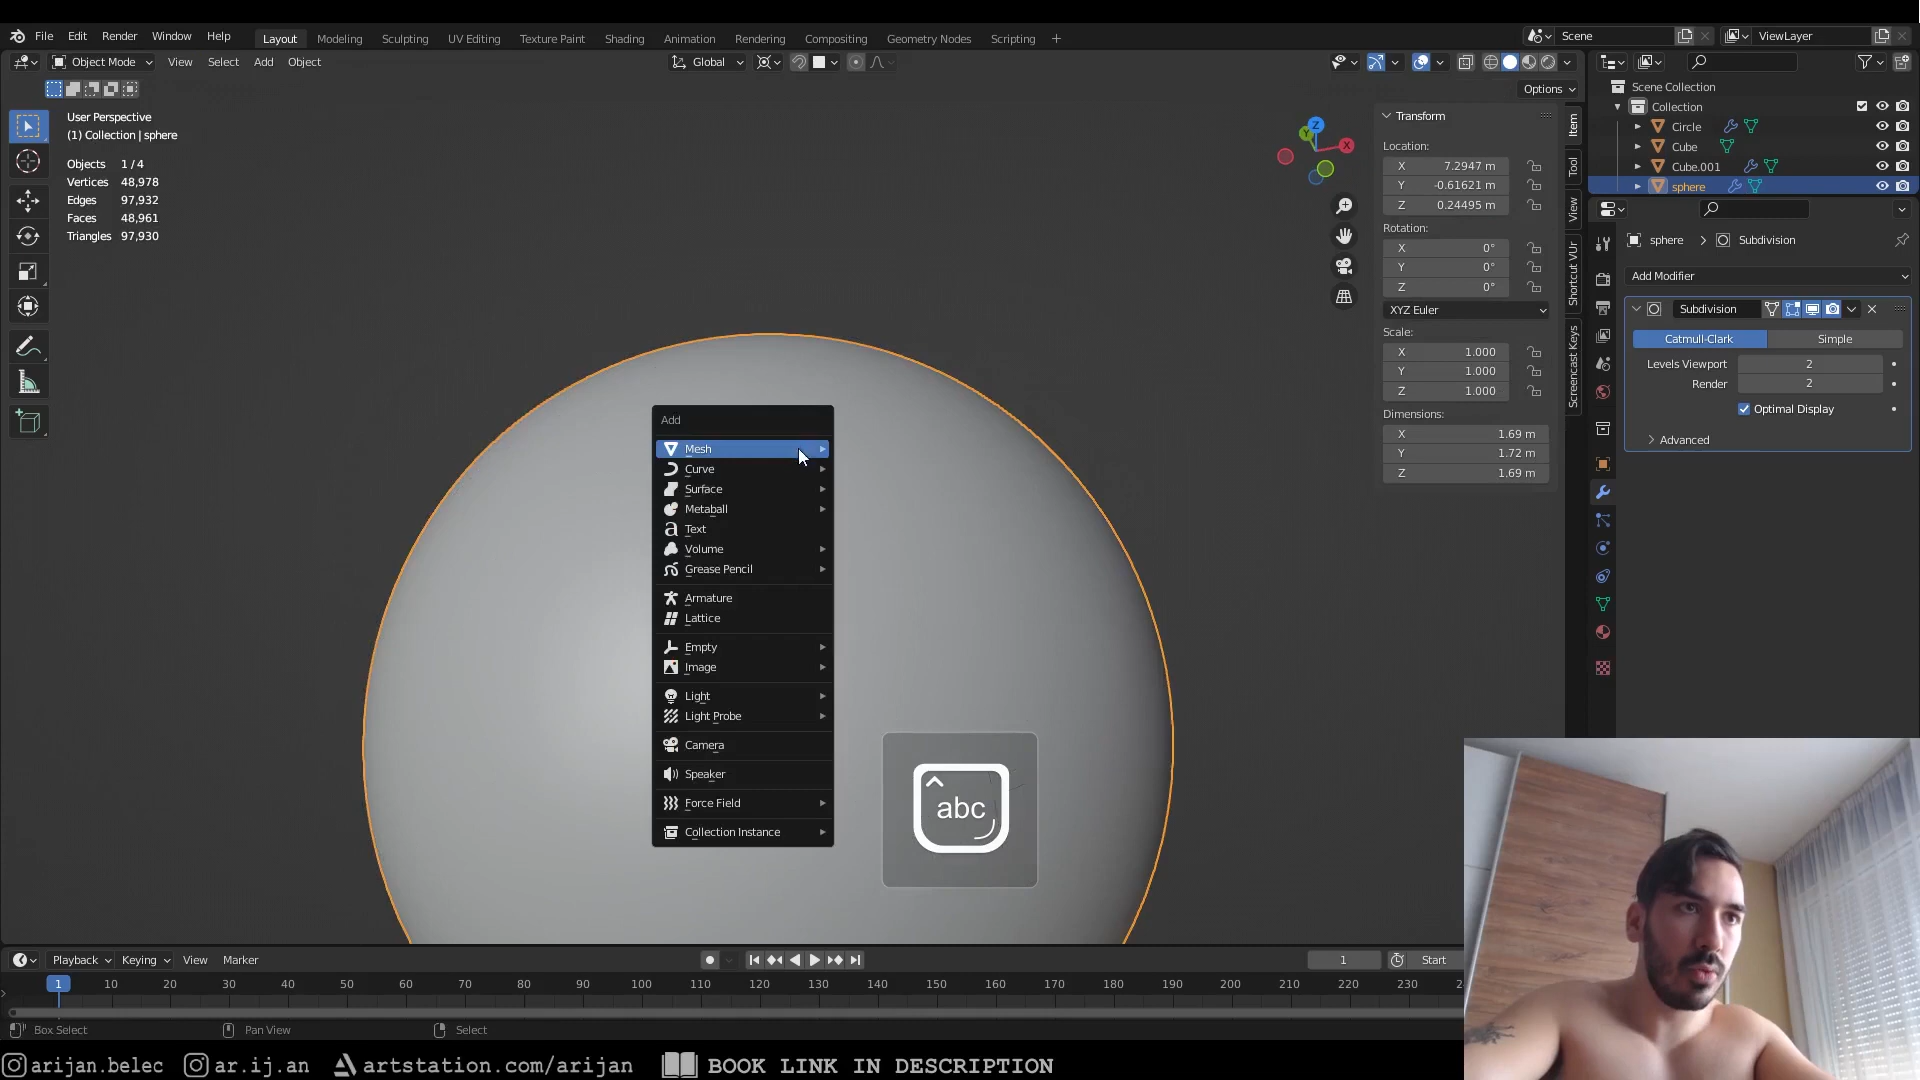 File Edit Render Window Help Layout Modeling Sculpting UV Editing Texture Paint Shading Animation Rendering Compositing Geometry Nodes Scripting + Scene ViewLayer
Object Mode View Select Add Object Global
Options
User Perspective
(1) Collection | sphere
Objects 1 / 4
Vertices 48,978
Edges 97,932
Faces 48,961
Triangles 97,930
Z
Y
X
Add
Mesh
Curve
Surface
Metaball
Text
Volume
Grease Pencil
Armature
Lattice
Empty
Image
Light
Light Probe
Camera
Speaker
Force Field
Collection Instance
abc
Transform
Location:
X 7.2947 m
Y -0.61621 m
Z 0.24495 m
Rotation:
X 0°
Y 0°
Z 0°
XYZ Euler
Scale:
X 1.000
Y 1.000
Z 1.000
Dimensions:
X 1.69 m
Y 1.72 m
Z 1.69 m
Item
Tool
View
Shortcut VUr
Screencast Keys
Scene Collection
Collection
Circle
Cube
Cube.001
sphere
sphere > Subdivision
Add Modifier
Subdivision
Catmull-Clark Simple
Levels Viewport 2
Render 2
Optimal Display
Advanced
Playback Keying View Marker 1 Start
1 10 20 30 40 50 60 70 80 90 100 110 120 130 140 150 160 170 180 190 200 210 220 230
Box Select Pan View Select
arijan.belec ar.ij.an artstation.com/arijan BOOK LINK IN DESCRIPTION